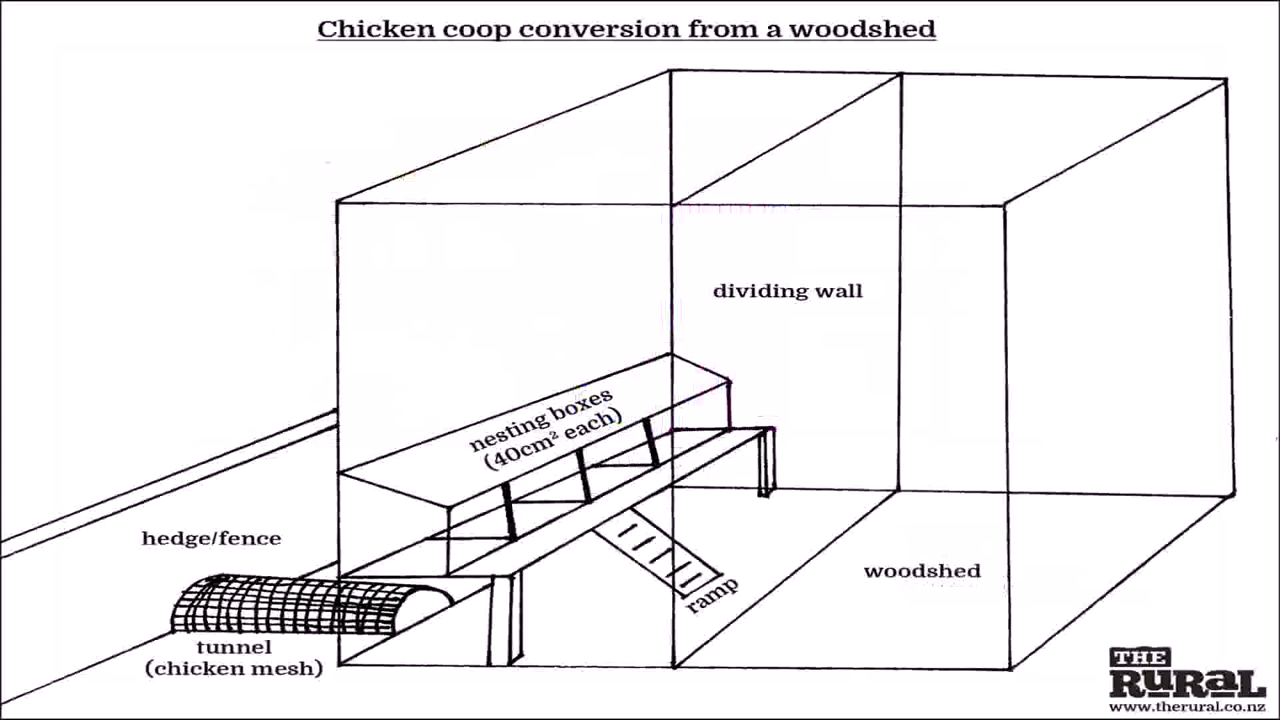 Chicken coop conversion from a woodshed
dividing wall
nesting boxes
(40cm² each)
hedge/fence
woodshed
ramp
tunnel
(chicken mesh)
THE
RURAL
www.therural.co.nz